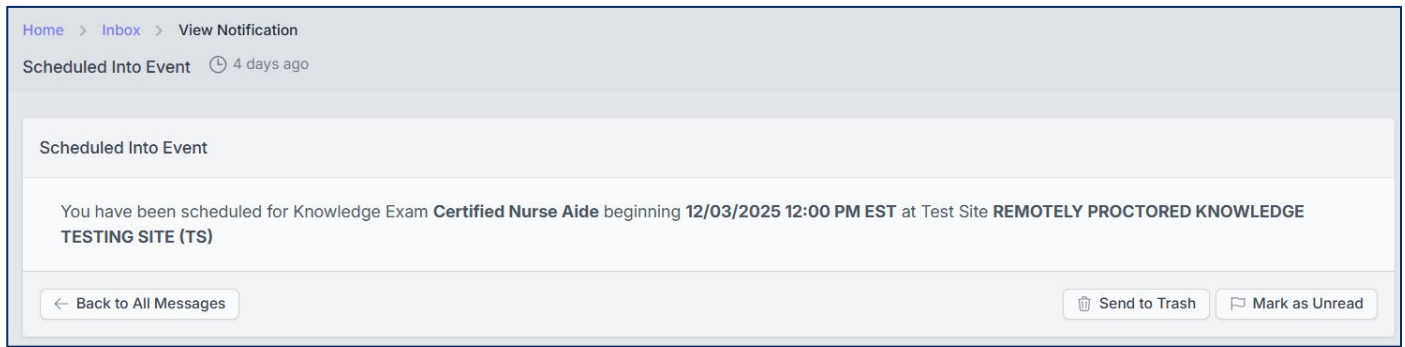 Home > Inbox > View Notification
Scheduled Into Event 4 days ago
Scheduled Into Event
You have been scheduled for Knowledge Exam Certified Nurse Aide beginning 12/03/2025 12:00 PM EST at Test Site REMOTELY PROCTORED KNOWLEDGE
TESTING SITE (TS)
← Back to All Messages Send to Trash Mark as Unread